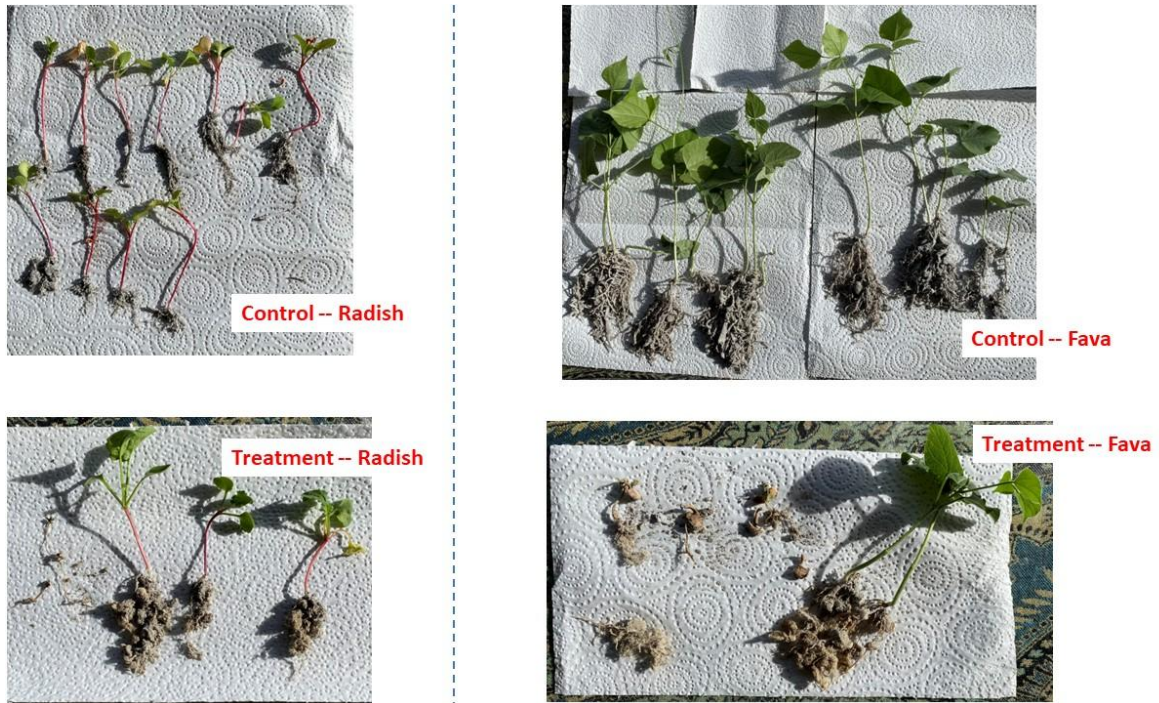 Control -- Radish
Control -- Fava
Treatment -- Radish
Treatment -- Fava